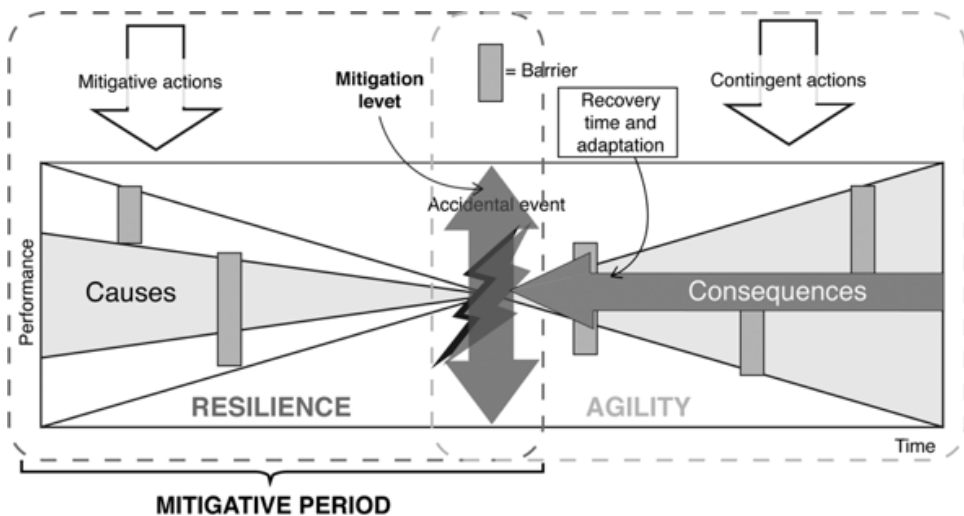 Mitigative actions
Mitigation
levet
= Barrier
Contingent actions
Recovery
time and
adaptation
Accidental event
Performance
Causes
Consequences
RESILIENCE
AGILITY
Time
MITIGATIVE PERIOD